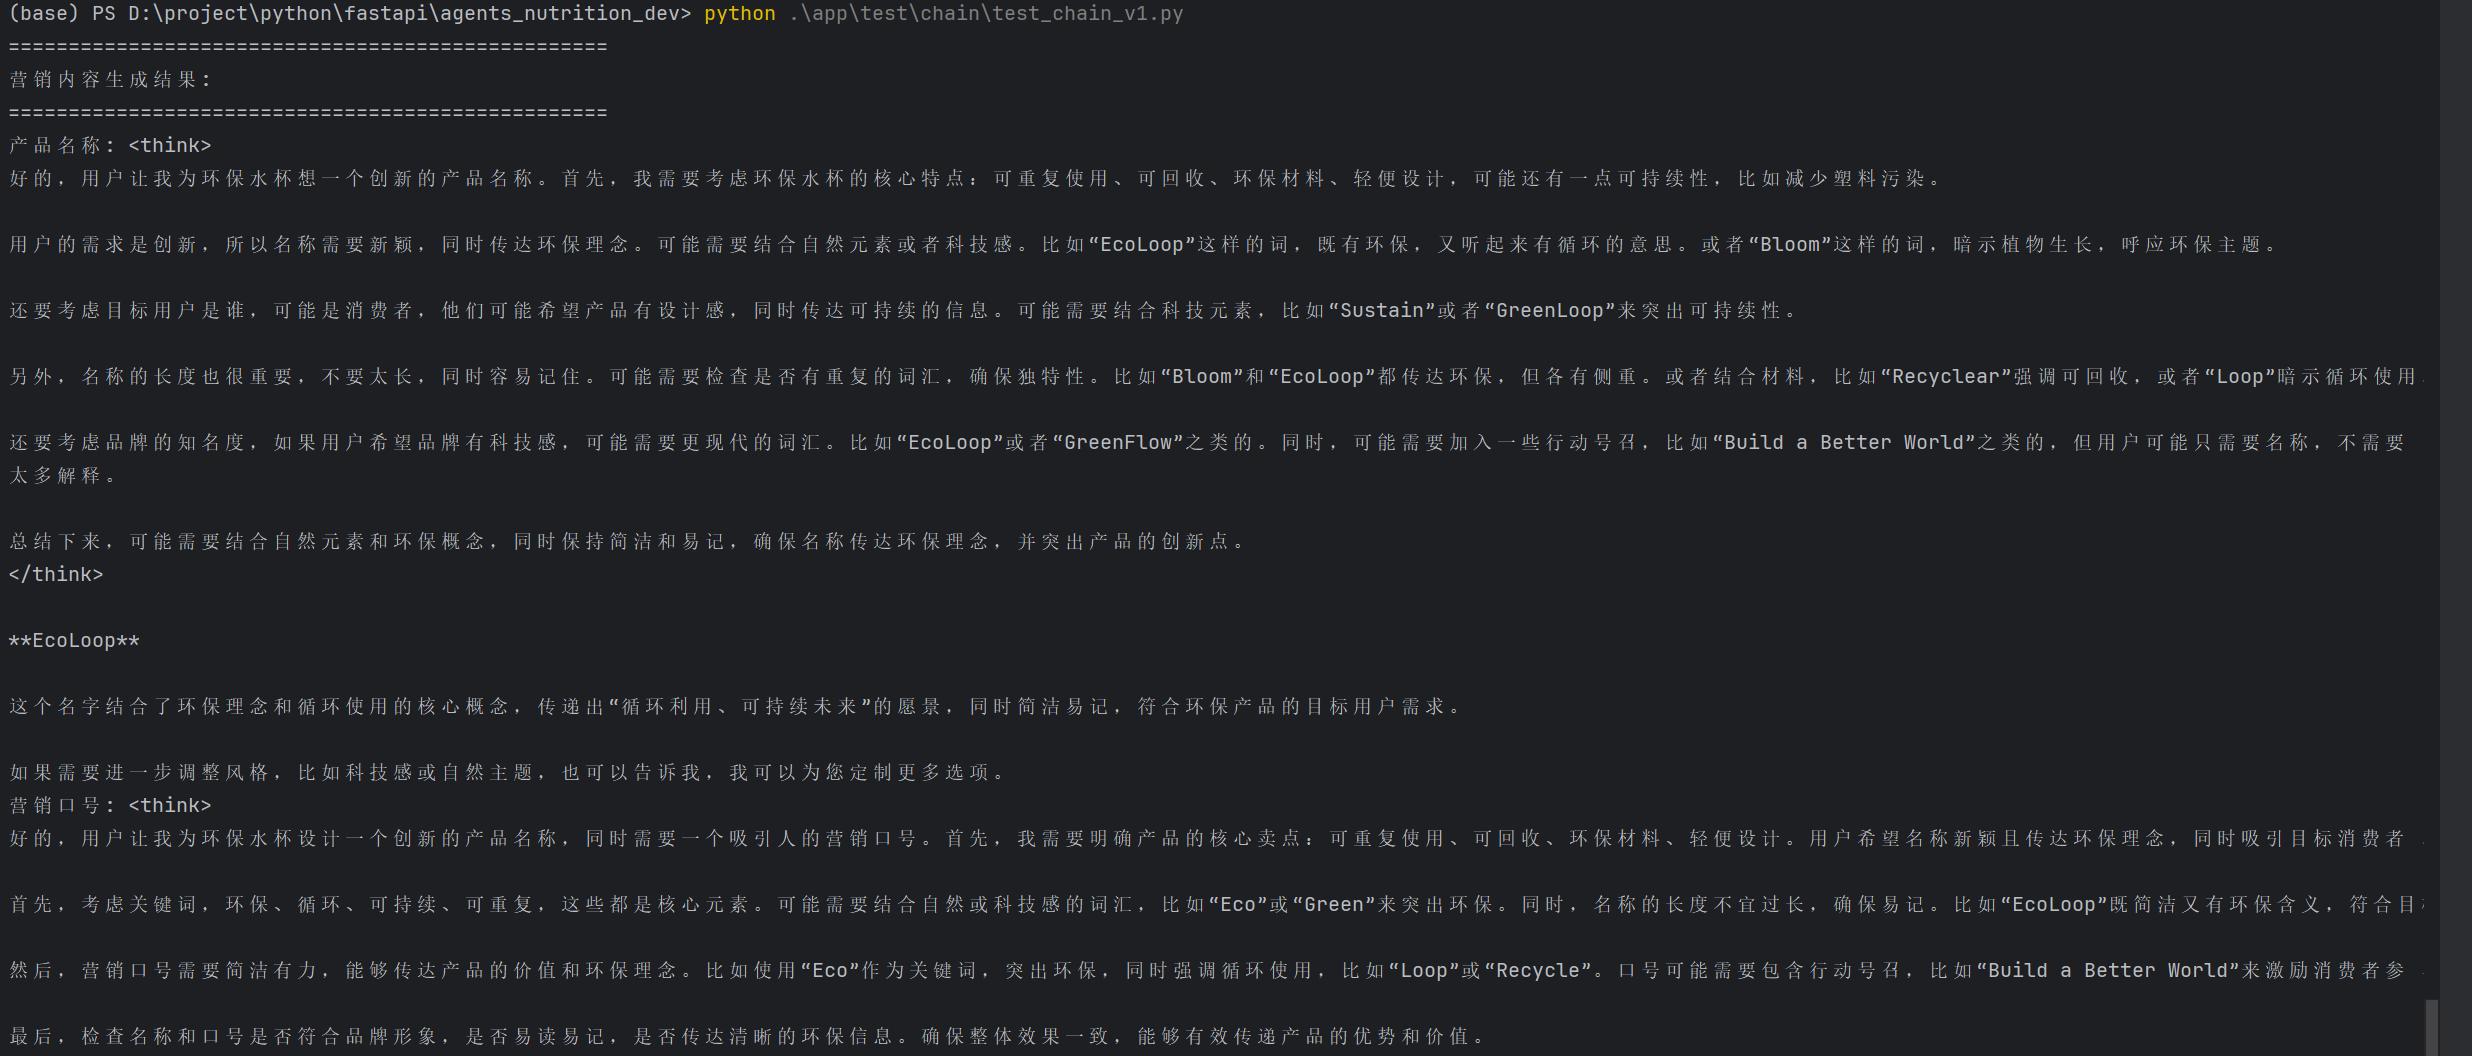 (base) PS D:\project\python\fastapi\agents_nutrition_dev> python .\app\test\chain\test_chain_v1.py
==================================================
营销内容生成结果:
==================================================
产品名称: <think>
好的，用户让我为环保水杯想一个创新的产品名称。首先，我需要考虑环保水杯的核心特点：可重复使用、可回收、环保材料、轻便设计，可能还有一点可持续性，比如减少塑料污染。
用户的需求是创新，所以名称需要新颖，同时传达环保理念。可能需要结合自然元素或者科技感。比如“EcoLoop”这样的词，既有环保，又听起来有循环的意思。或者“Bloom”这样的词，暗示植物生长，呼应环保主题。
还要考虑目标用户是谁，可能是消费者，他们可能希望产品有设计感，同时传达可持续的信息。可能需要结合科技元素，比如“Sustain”或者“GreenLoop”来突出可持续性。
另外，名称的长度也很重要，不要太长，同时容易记住。可能需要检查是否有重复的词汇，确保独特性。比如“Bloom”和“EcoLoop”都传达环保，但各有侧重。或者结合材料，比如“Recyclear”强调可回收，或者“Loop”暗示循环使用
还要考虑品牌的知名度，如果用户希望品牌有科技感，可能需要更现代的词汇。比如“EcoLoop”或者“GreenFlow”之类的。同时，可能需要加入一些行动号召，比如“Build a Better World”之类的，但用户可能只需要名称，不需要
太多解释。
总结下来，可能需要结合自然元素和环保概念，同时保持简洁和易记，确保名称传达环保理念，并突出产品的创新点。
</think>
**EcoLoop**
这个名字结合了环保理念和循环使用的核心概念，传递出“循环利用、可持续未来”的愿景，同时简洁易记，符合环保产品的目标用户需求。
如果需要进一步调整风格，比如科技感或自然主题，也可以告诉我，我可以为您定制更多选项。
营销口号: <think>
好的，用户让我为环保水杯设计一个创新的产品名称，同时需要一个吸引人的营销口号。首先，我需要明确产品的核心卖点：可重复使用、可回收、环保材料、轻便设计。用户希望名称新颖且传达环保理念，同时吸引目标消费者
首先，考虑关键词，环保、循环、可持续、可重复，这些都是核心元素。可能需要结合自然或科技感的词汇，比如“Eco”或“Green”来突出环保。同时，名称的长度不宜过长，确保易记。比如“EcoLoop”既简洁又有环保含义，符合目
然后，营销口号需要简洁有力，能够传达产品的价值和环保理念。比如使用“Eco”作为关键词，突出环保，同时强调循环使用，比如“Loop”或“Recycle”。口号可能需要包含行动号召，比如“Build a Better World”来激励消费者参
最后，检查名称和口号是否符合品牌形象，是否易读易记，是否传达清晰的环保信息。确保整体效果一致，能够有效传递产品的优势和价值。